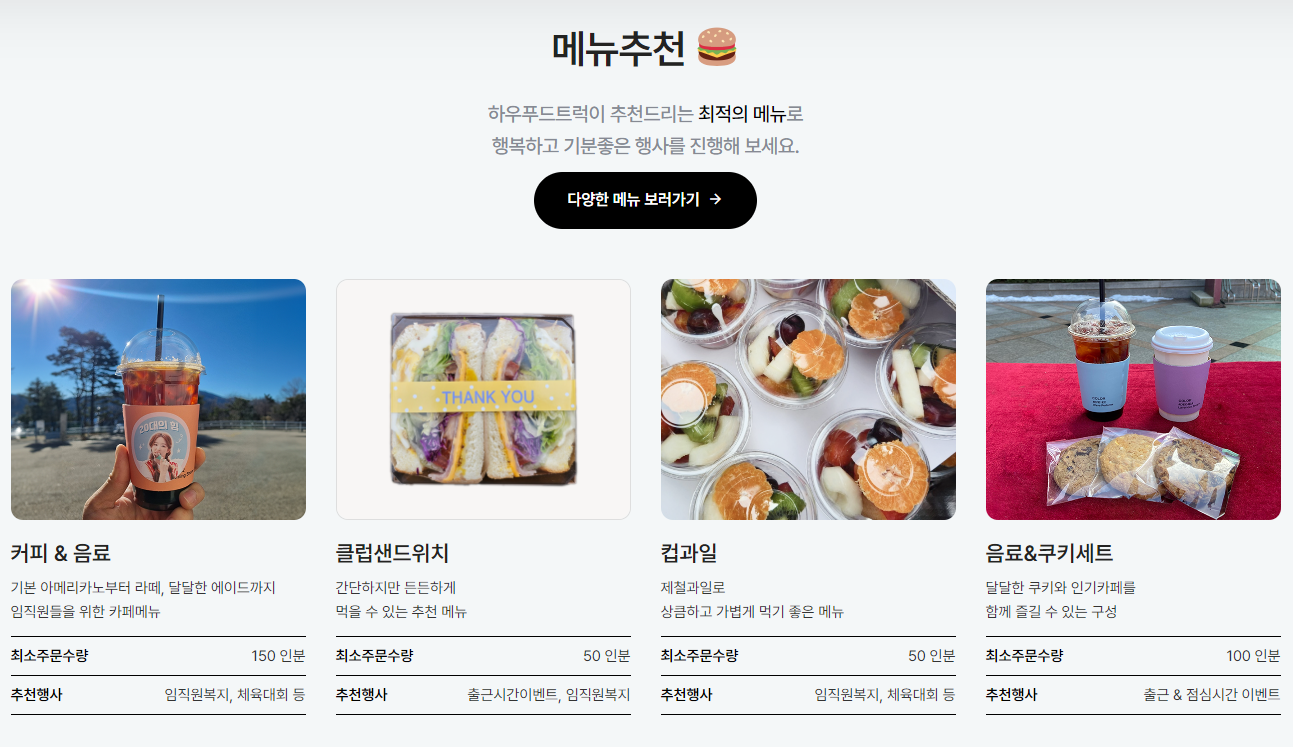 메뉴추천 🍔
하우푸드트럭이 추천드리는 최적의 메뉴로
행복하고 기분좋은 행사를 진행해 보세요.
다양한 메뉴 보러가기 →
20대의 힘
THANK YOU
커피 & 음료
기본 아메리카노부터 라떼, 달달한 에이드까지
임직원들을 위한 카페메뉴
최소주문수량 150 인분
추천행사 임직원복지, 체육대회 등
클럽샌드위치
간단하지만 든든하게
먹을 수 있는 추천 메뉴
최소주문수량 50 인분
추천행사 출근시간이벤트, 임직원복지
컵과일
제철과일로
상큼하고 가볍게 먹기 좋은 메뉴
최소주문수량 50 인분
추천행사 임직원복지, 체육대회 등
음료&쿠키세트
달달한 쿠키와 인기카페를
함께 즐길 수 있는 구성
최소주문수량 100 인분
추천행사 출근 & 점심시간 이벤트